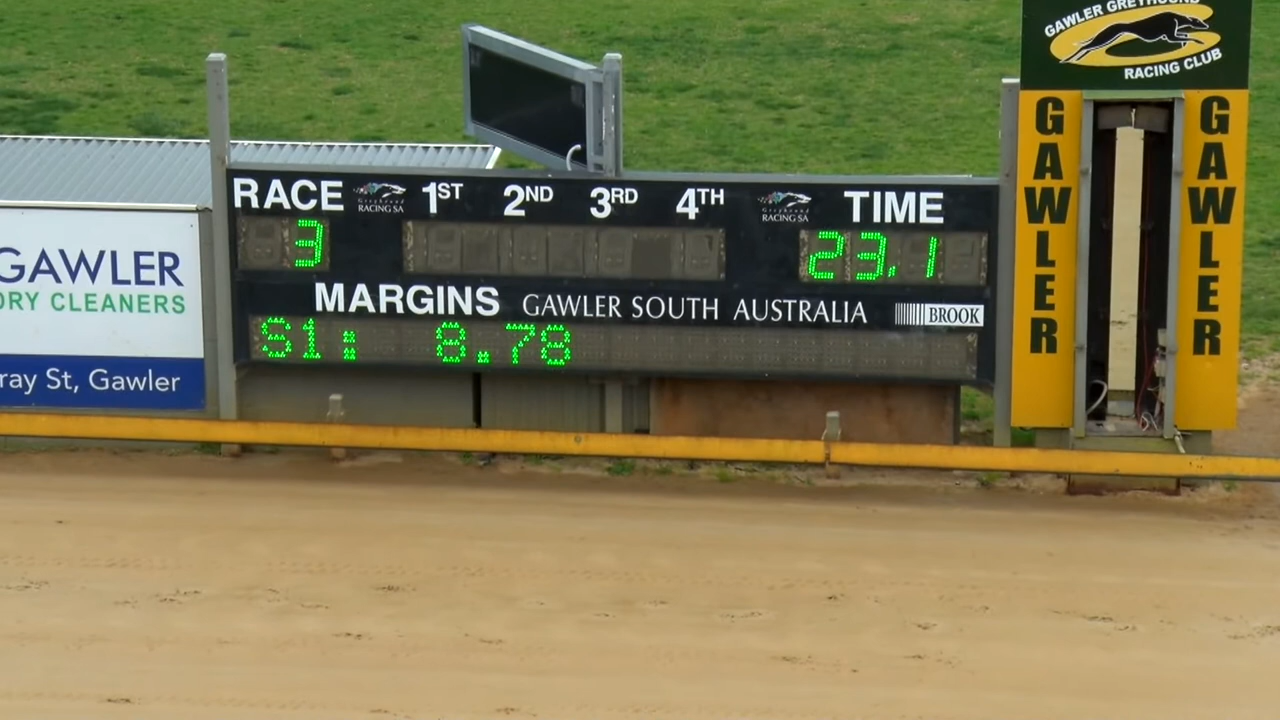 GAWLER GREYHOUND
RACING CLUB
GAWLER
GAWLER
RACE
Greyhound
RACING SA
1ST 2ND 3RD 4TH
Greyhound
RACING SA
TIME
3
23.1
MARGINS
GAWLER SOUTH AUSTRALIA
BROOK
S1: 8.78
GAWLER
DRY CLEANERS
ray St, Gawler